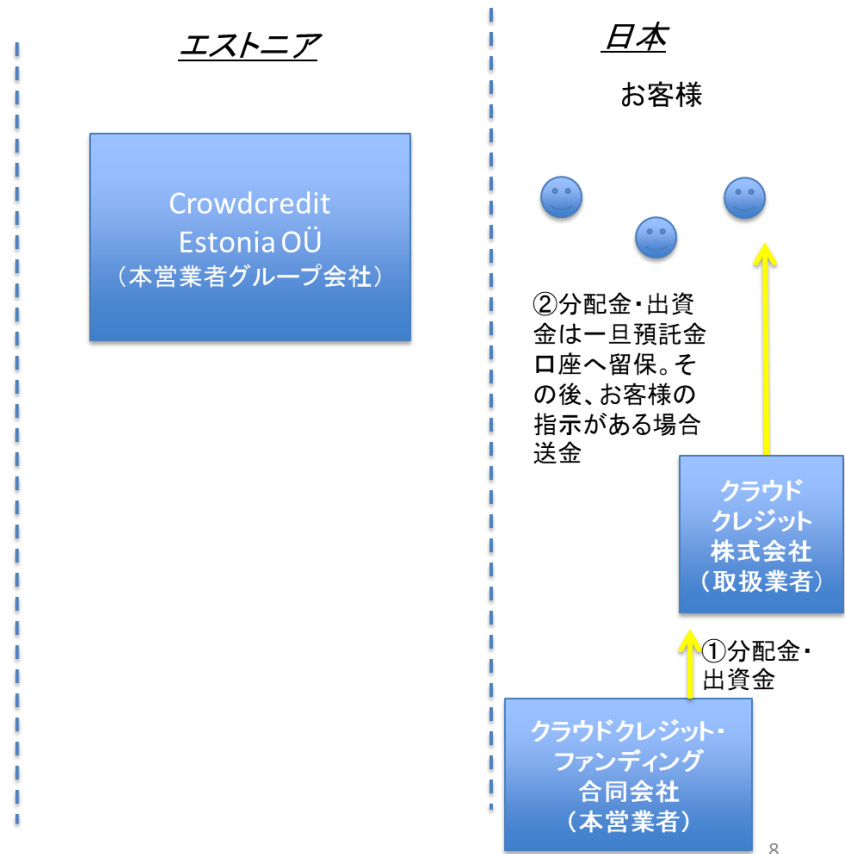 エストニア
日本
お客様
Crowdcredit
Estonia OÜ
（本営業者グループ会社）
②分配金・出資
金は一旦預託金
口座へ留保。そ
の後、お客様の
指示がある場合
送金
クラウド
クレジット
株式会社
（取扱業者）
①分配金・
出資金
クラウドクレジット・
ファンディング
合同会社
（本営業者）
8